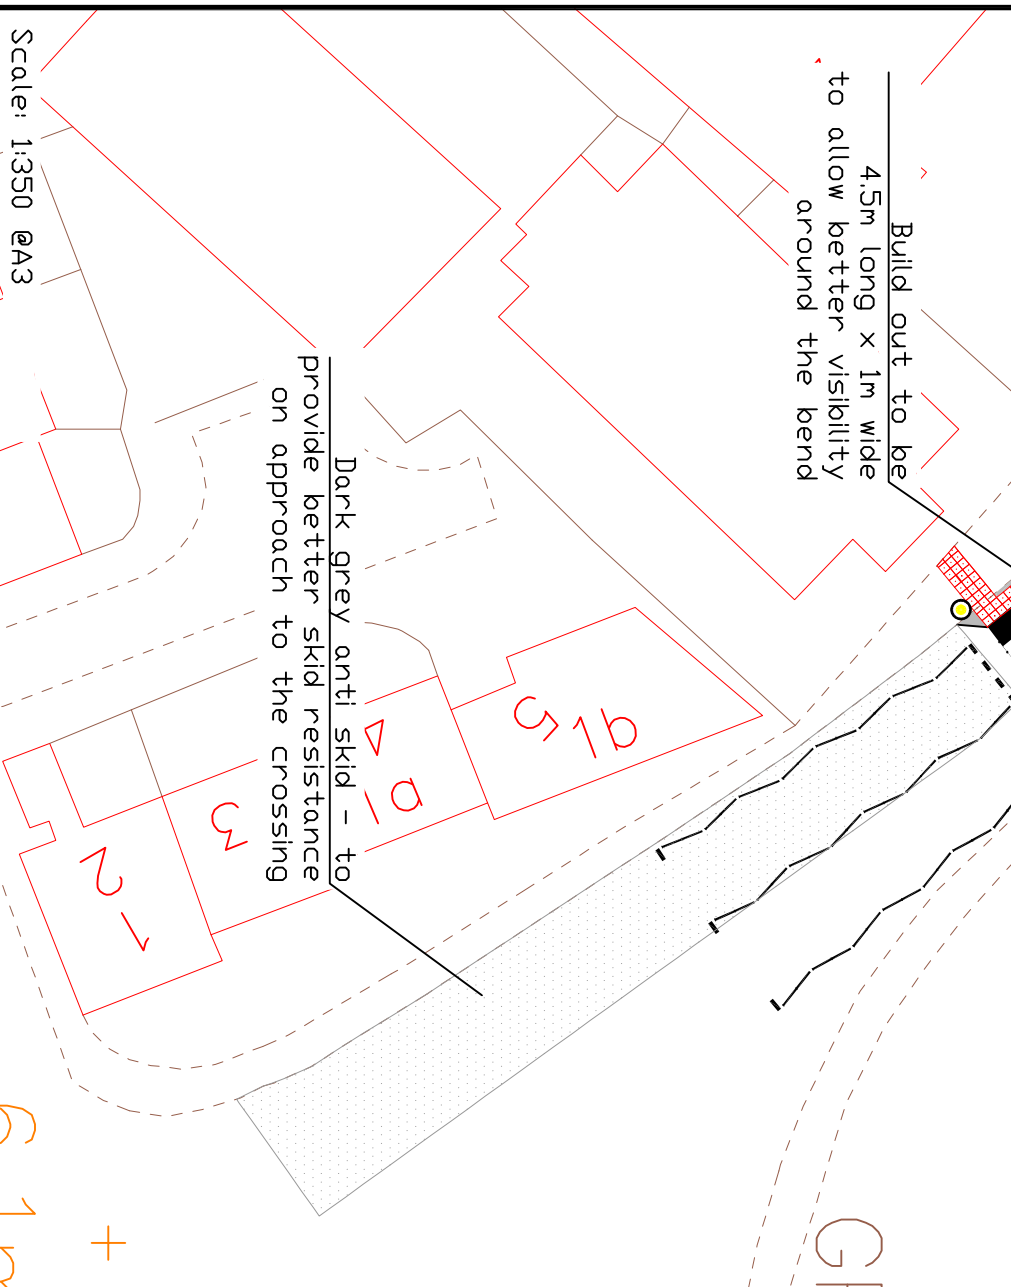 Build out to be
4.5m long x 1m wide
to allow better visibility
around the bend
Dark grey anti skid - to
provide better skid resistance
on approach to the crossing
Scale: 1:350 @A3
1b
5
1a
4
3
2
1